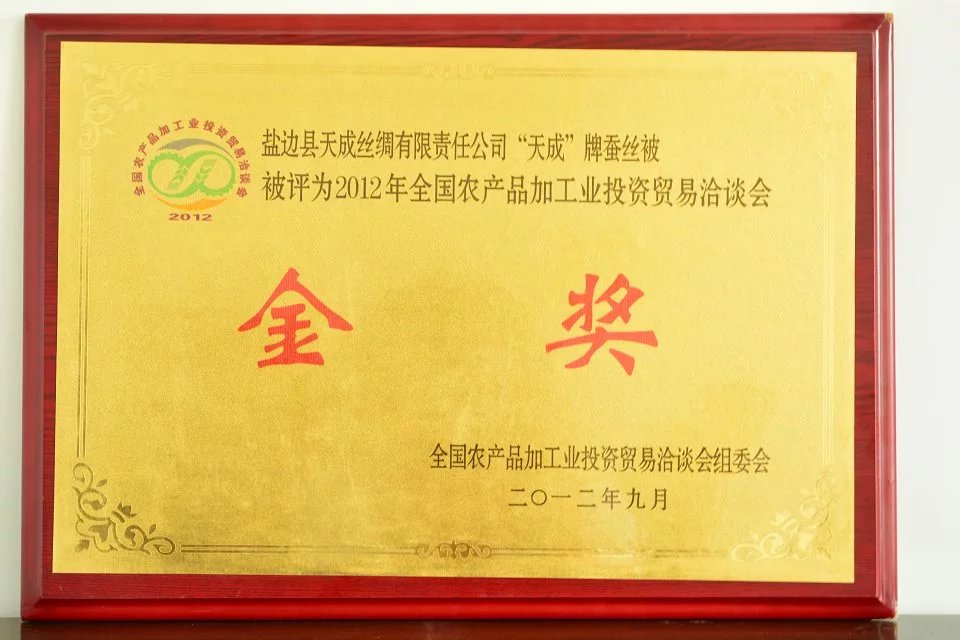 全国农产品加工业投资贸易洽谈会
2012
盐边县天成丝绸有限责任公司“天成”牌蚕丝被
被评为2012年全国农产品加工业投资贸易洽谈会
金奖
全国农产品加工业投资贸易洽谈会组委会
二〇一二年九月